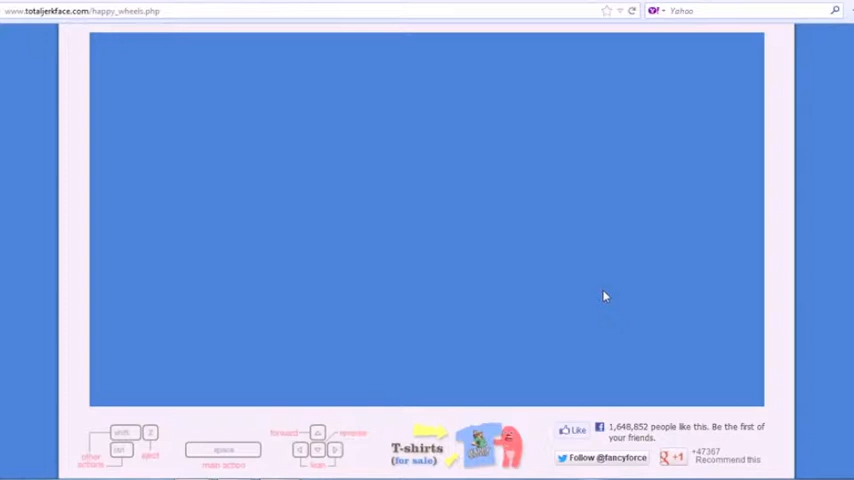 www.totaljerkface.com/happy_wheels.php
Yahoo
shift Z
ctrl
other
actions
eject
space
main action
forward
reverse
lean
T-shirts
(for sale)
Like
1,648,852 people like this. Be the first of
your friends.
Follow @fancyforce
+1
+47367
Recommend this